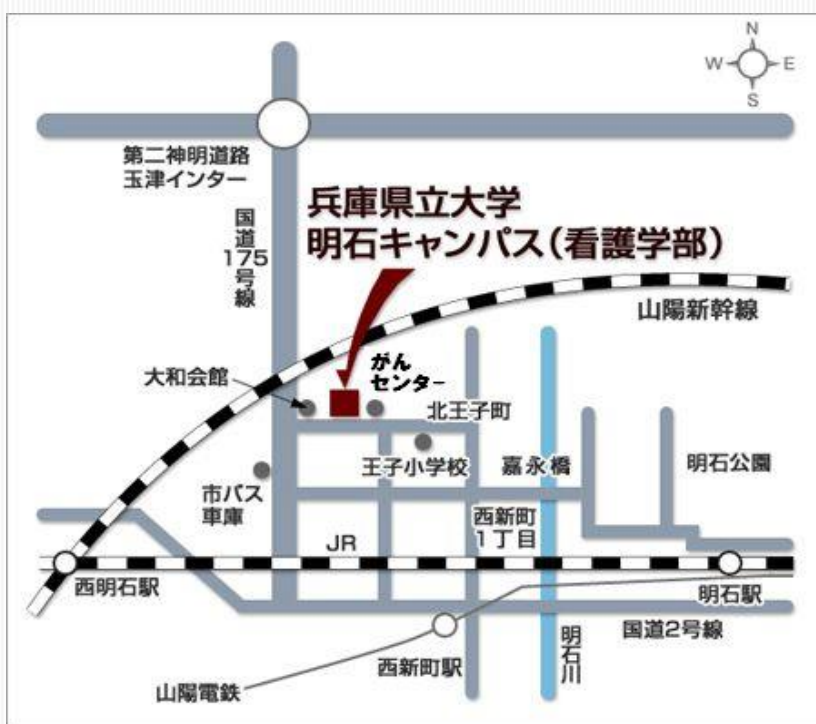 N
W
E
S
第二神明道路
玉津インター
国道175号線
兵庫県立大学
明石キャンパス(看護学部)
山陽新幹線
大和会館
がん
センター
北王子町
王子小学校
嘉永橋
明石公園
市バス
車庫
西新町
1丁目
JR
西明石駅
明石駅
国道2号線
西新町駅
明石川
山陽電鉄